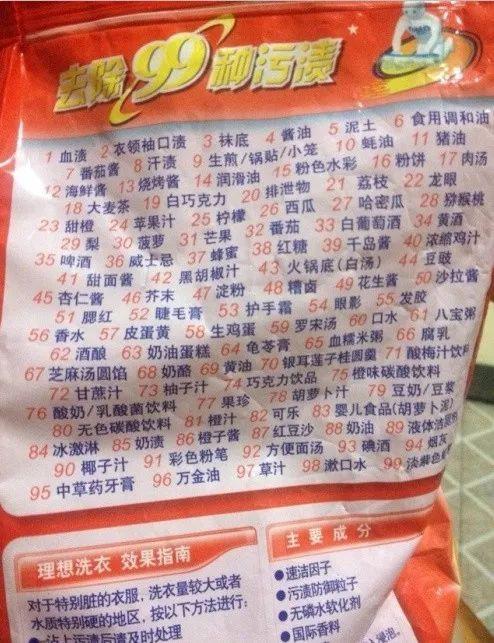 去除99种污渍
1 血渍 2 衣领袖口渍 3 袜底 4 酱油 5 泥土 6 食用调和油
7 番茄酱 8 汗渍 9 生煎/锅贴/小笼 10 蚝油 11 猪油
12 海鲜酱 13 烧烤酱 14 润滑油 15 粉色水彩 16 粉饼 17 肉汤
18 大麦茶 19 白巧克力 20 排泄物 21 荔枝 22 龙眼
23 甜橙 24 苹果汁 25 柠檬 26 西瓜 27 哈密瓜 28 猕猴桃
29 梨 30 菠萝 31 芒果 32 番茄 33 白葡萄酒 34 黄酒
35 啤酒 36 威士忌 37 蜂蜜 38 红糖 39 千岛酱 40 浓缩鸡汁
41 甜面酱 42 黑胡椒汁 43 火锅底(白汤) 44 豆豉
45 杏仁酱 46 芥末 47 淀粉 48 糟卤 49 花生酱 50 沙拉酱
51 腮红 52 睫毛膏 53 护手霜 54 眼影 55 发胶
56 香水 57 皮蛋黄 58 生鸡蛋 59 罗宋汤 60 口水 61 八宝粥
62 酒酿 63 奶油蛋糕 64 龟苓膏 65 血糯米粥 66 腐乳
67 芝麻汤圆馅 68 奶酪 69 黄油 70 银耳莲子桂圆羹 71 酸梅汁饮料
72 甘蔗汁 73 柚子汁 74 巧克力饮品 75 橙味碳酸饮料
76 酸奶/乳酸菌饮料 77 果珍 78 胡萝卜汁 79 豆奶/豆浆
80 无色碳酸饮料 81 橙汁 82 可乐 83 婴儿食品(胡萝卜泥)
84 冰激淋 85 奶渍 86 橙子酱 87 红豆沙 88 奶油 89 液体洁
90 椰子汁 91 彩色粉笔 92 方便面汤 93 碘酒 94 烟灰
95 中草药牙膏 96 万金油 97 草汁 98 漱口水 99 淡紫色
理想洗衣 效果指南
对于特别脏的衣服、洗衣量较大或者
水质特别硬的地区,按以下方法进行:
沾上污渍后请及时处理
主要成分
●速洁因子
●污渍防御粒子
●无磷水软化剂
●国际香料